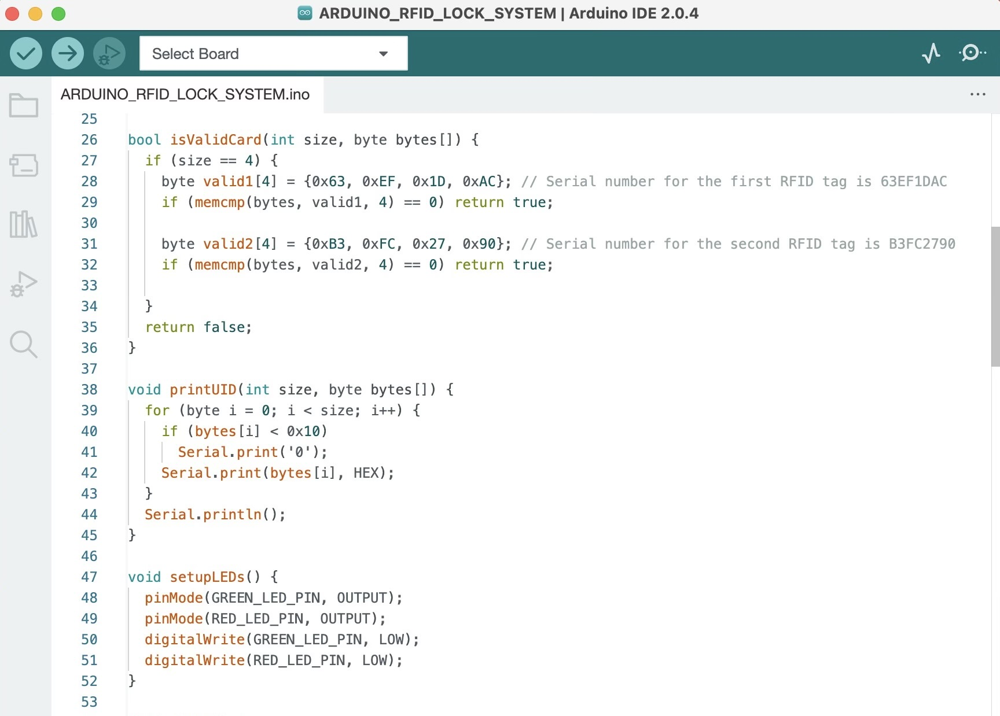 ARDUINO_RFID_LOCK_SYSTEM | Arduino IDE 2.0.4
Select Board
ARDUINO_RFID_LOCK_SYSTEM.ino
25
26 bool isValidCard(int size, byte bytes[]) {
27   if (size == 4) {
28     byte valid1[4] = {0x63, 0xEF, 0x1D, 0xAC}; // Serial number for the first RFID tag is 63EF1DAC
29     if (memcmp(bytes, valid1, 4) == 0) return true;
30
31     byte valid2[4] = {0xB3, 0xFC, 0x27, 0x90}; // Serial number for the second RFID tag is B3FC2790
32     if (memcmp(bytes, valid2, 4) == 0) return true;
33
34   }
35   return false;
36 }
37
38 void printUID(int size, byte bytes[]) {
39   for (byte i = 0; i < size; i++) {
40     if (bytes[i] < 0x10)
41       Serial.print('0');
42     Serial.print(bytes[i], HEX);
43   }
44   Serial.println();
45 }
46
47 void setupLEDs() {
48   pinMode(GREEN_LED_PIN, OUTPUT);
49   pinMode(RED_LED_PIN, OUTPUT);
50   digitalWrite(GREEN_LED_PIN, LOW);
51   digitalWrite(RED_LED_PIN, LOW);
52 }
53